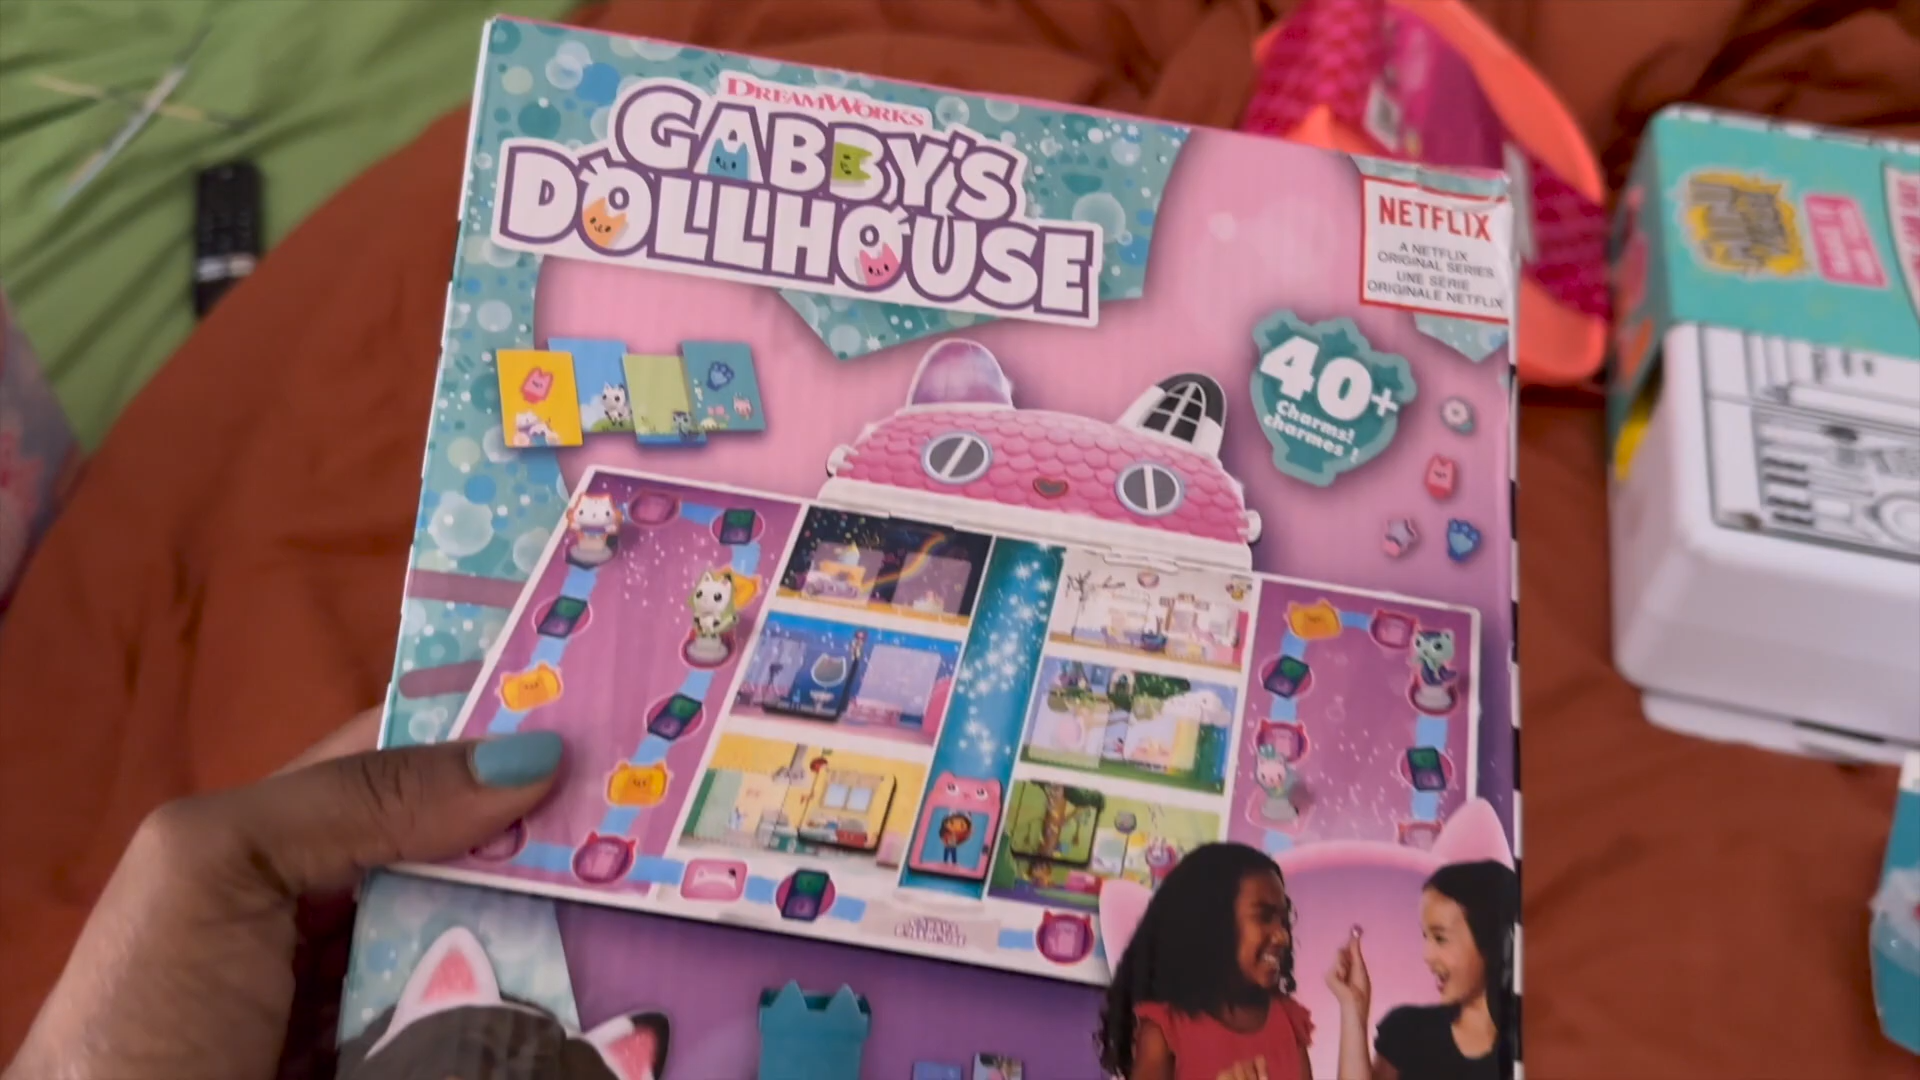 DREAMWORKS
GABBY'S
DOLLHOUSE
NETFLIX
A NETFLIX
ORIGINAL SERIES
UNE SÉRIE
ORIGINALE NETFLIX
40+
Charms!
charmes !